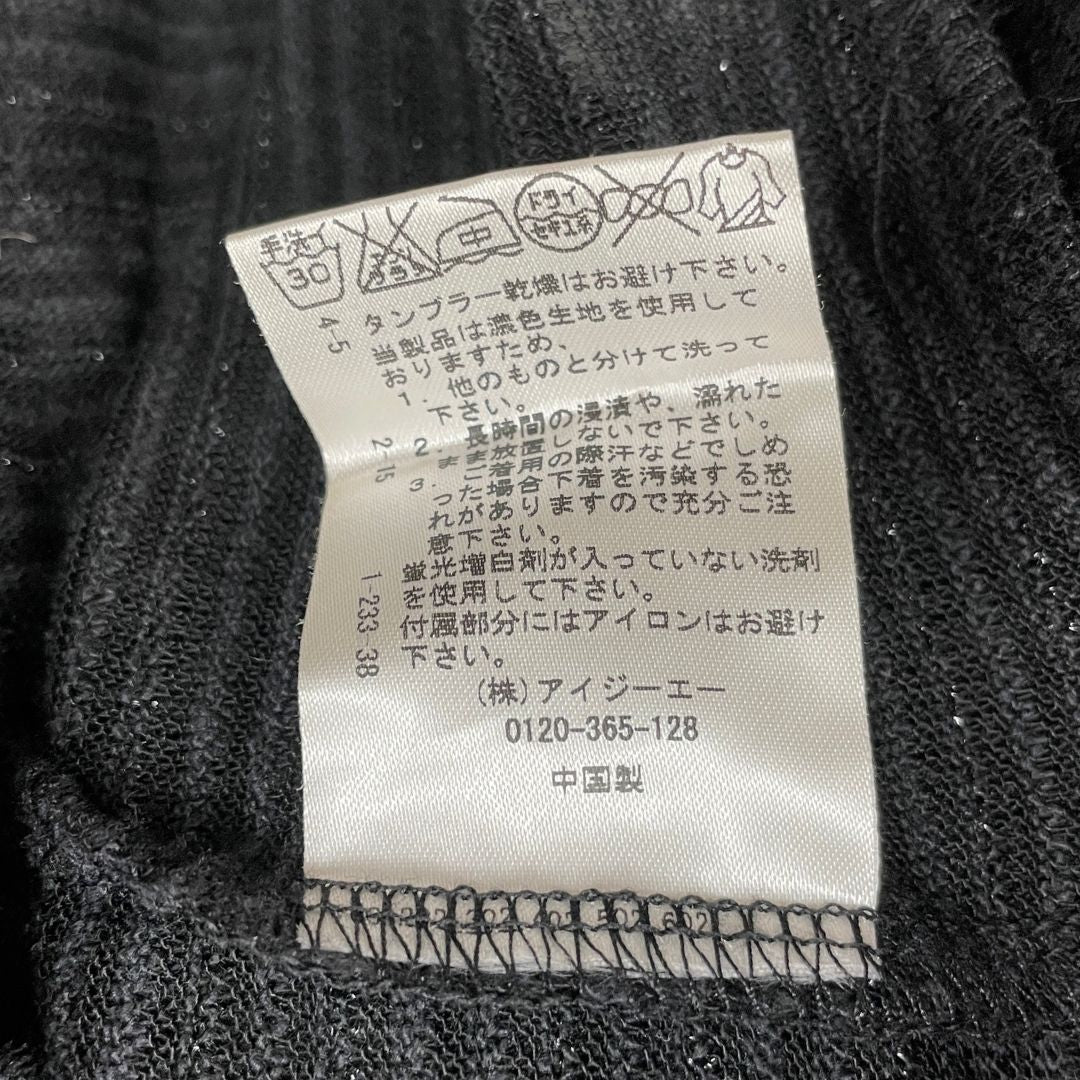 手洗イ
30
中
ドライ
セキユ系
タンブラー乾燥はお避け下さい。
当製品は濃色生地を使用して
おりますため、
1．他のものと分けて洗って
下さい。
2．長時間の浸漬や、濡れた
まま放置しないで下さい。
3．また着用の際汗などでしめ
った場合下着を汚染する恐
れがありますので充分ご注
意下さい。
蛍光増白剤が入っていない洗剤
を使用して下さい。
付属部分にはアイロンはお避け
下さい。
(株)アイジーエー
0120-365-128
中国製
4-5
2-15
1 233 38
502 602